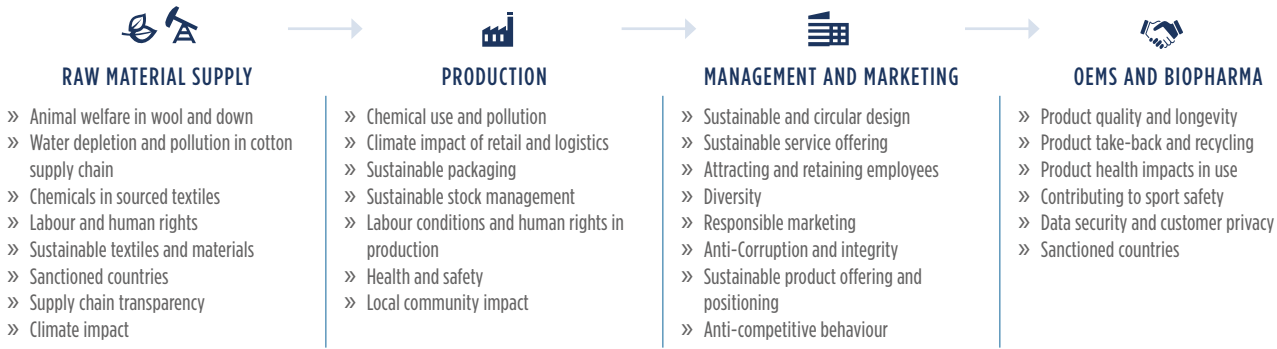 RAW MATERIAL SUPPLY
» Animal welfare in wool and down
» Water depletion and pollution in cotton
supply chain
» Chemicals in sourced textiles
» Labour and human rights
» Sustainable textiles and materials
» Sanctioned countries
» Supply chain transparency
» Climate impact
PRODUCTION
» Chemical use and pollution
» Climate impact of retail and logistics
» Sustainable packaging
» Sustainable stock management
» Labour conditions and human rights in
production
» Health and safety
» Local community impact
MANAGEMENT AND MARKETING
» Sustainable and circular design
» Sustainable service offering
» Attracting and retaining employees
» Diversity
» Responsible marketing
» Anti-Corruption and integrity
» Sustainable product offering and
positioning
» Anti-competitive behaviour
OEMS AND BIOPHARMA
» Product quality and longevity
» Product take-back and recycling
» Product health impacts in use
» Contributing to sport safety
» Data security and customer privacy
» Sanctioned countries